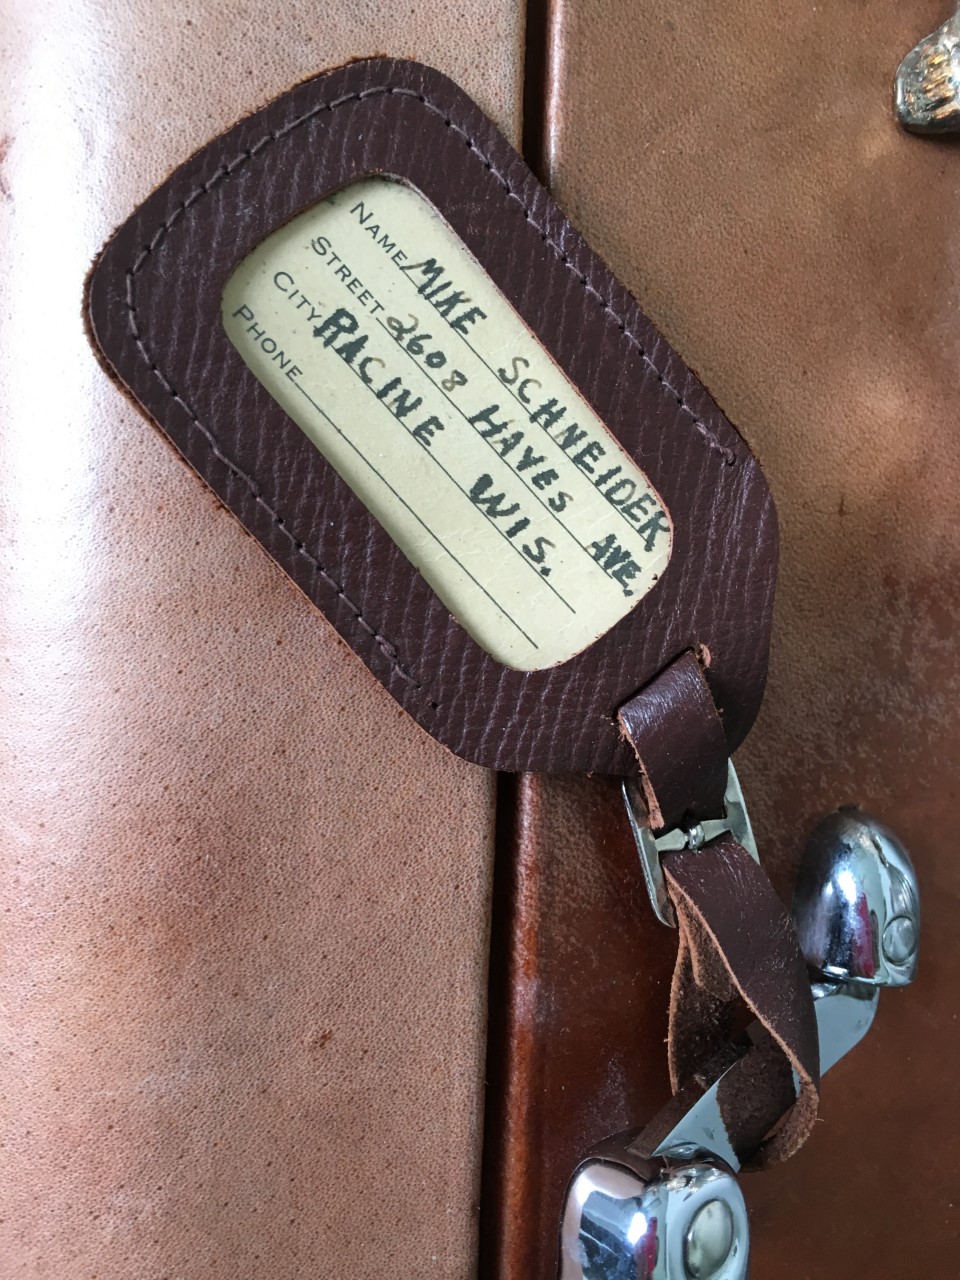 NAME MIKE SCHNEIDER
STREET 2608 HAYES AVE.
CITY RACINE WIS.
PHONE